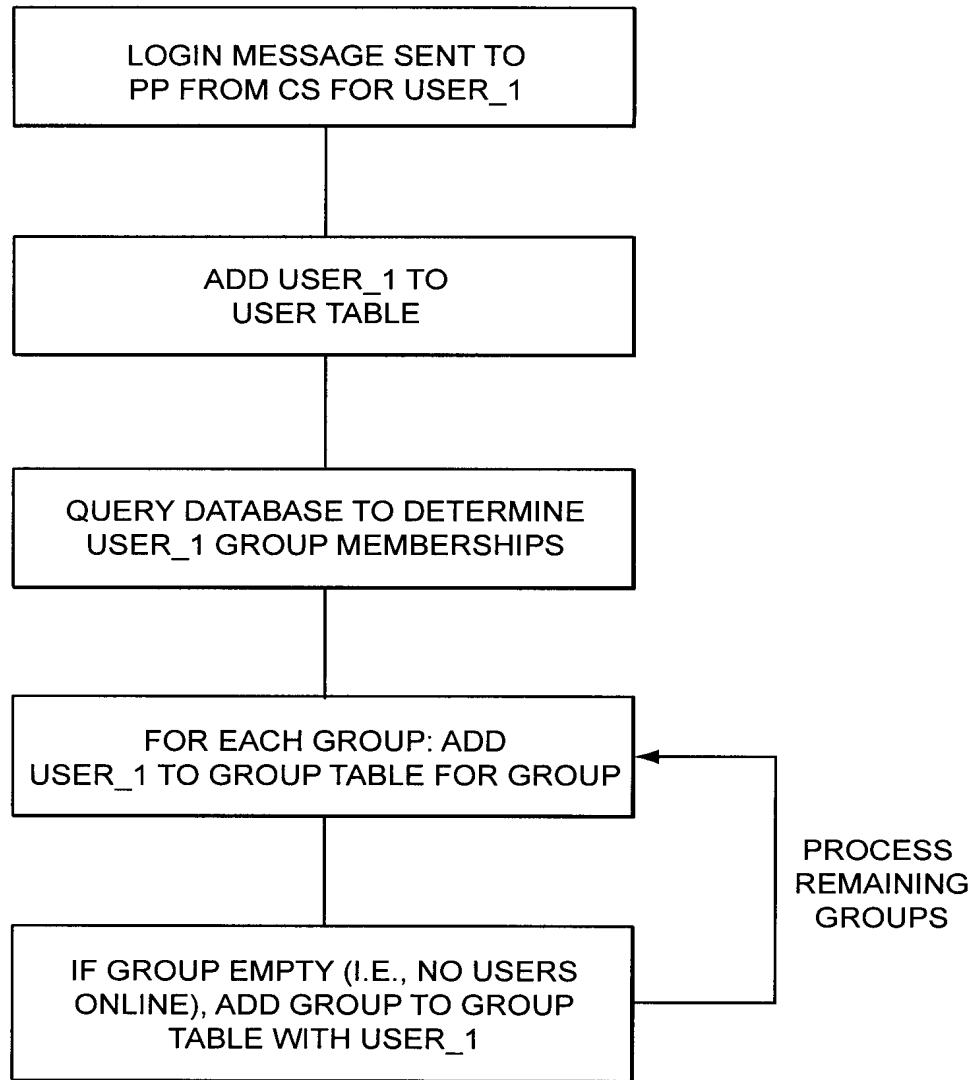 LOGIN MESSAGE SENT TO
PP FROM CS FOR USER_1
ADD USER_1 TO
USER TABLE
QUERY DATABASE TO DETERMINE
USER_1 GROUP MEMBERSHIPS
FOR EACH GROUP: ADD
USER_1 TO GROUP TABLE FOR GROUP
PROCESS
REMAINING
GROUPS
IF GROUP EMPTY (I.E., NO USERS
ONLINE), ADD GROUP TO GROUP
TABLE WITH USER_1